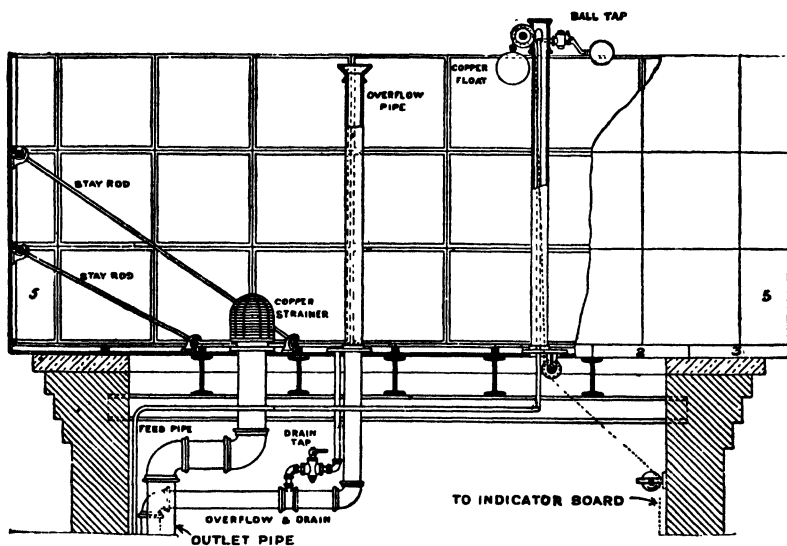 BALL TAP
COPPER
FLOAT
OVERFLOW
PIPE
STAY ROD
STAY ROD
COPPER
STRAINER
5
5
2
3
FEED PIPE
DRAIN
TAP
TO INDICATOR BOARD
OVERFLOW & DRAIN
OUTLET PIPE